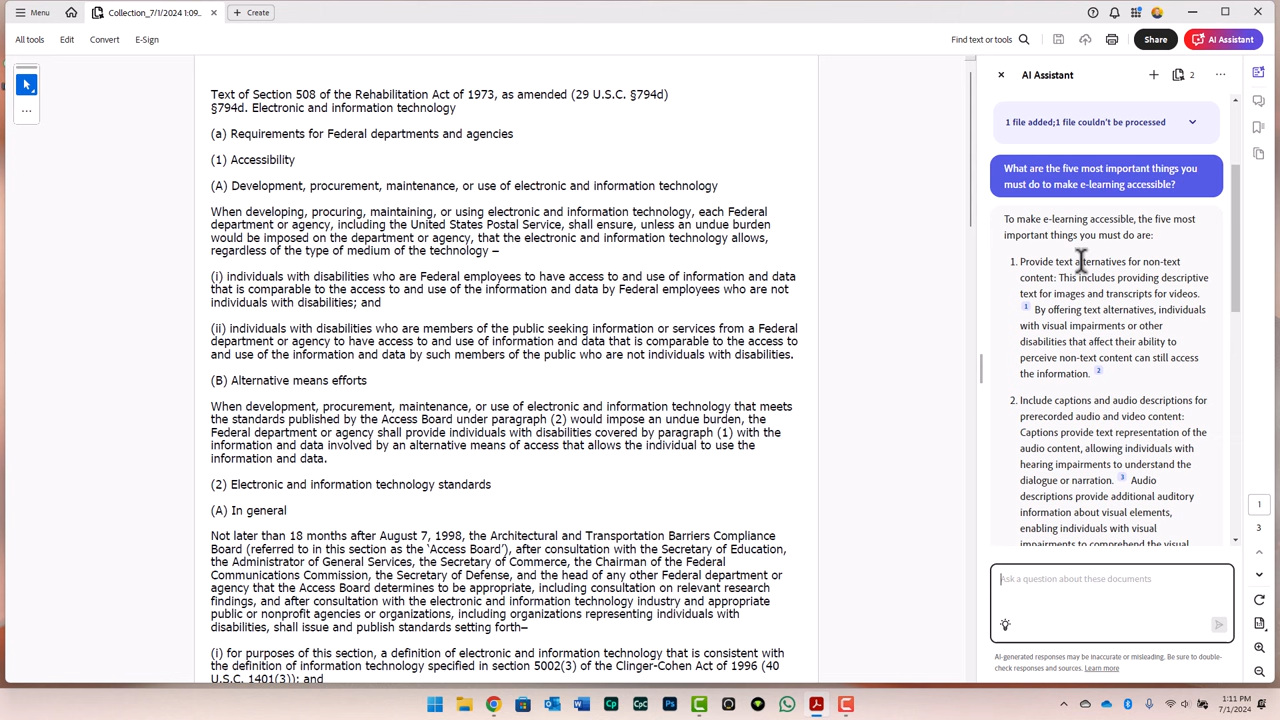 Menu
Collection_7/1/2024 1:09...
Create
All tools
Edit
Convert
E-Sign
Find text or tools
Share
AI Assistant
Text of Section 508 of the Rehabilitation Act of 1973, as amended (29 U.S.C. §794d)
§794d. Electronic and information technology
(a) Requirements for Federal departments and agencies
(1) Accessibility
(A) Development, procurement, maintenance, or use of electronic and information technology
When developing, procuring, maintaining, or using electronic and information technology, each Federal
department or agency, including the United States Postal Service, shall ensure, unless an undue burden
would be imposed on the department or agency, that the electronic and information technology allows,
regardless of the type of medium of the technology –
(i) individuals with disabilities who are Federal employees to have access to and use of information and data
that is comparable to the access to and use of the information and data by Federal employees who are not
individuals with disabilities; and
(ii) individuals with disabilities who are members of the public seeking information or services from a Federal
department or agency to have access to and use of information and data that is comparable to the access to
and use of the information and data by such members of the public who are not individuals with disabilities.
(B) Alternative means efforts
When development, procurement, maintenance, or use of electronic and information technology that meets
the standards published by the Access Board under paragraph (2) would impose an undue burden, the
Federal department or agency shall provide individuals with disabilities covered by paragraph (1) with the
information and data involved by an alternative means of access that allows the individual to use the
information and data.
(2) Electronic and information technology standards
(A) In general
Not later than 18 months after August 7, 1998, the Architectural and Transportation Barriers Compliance
Board (referred to in this section as the ‘Access Board’), after consultation with the Secretary of Education,
the Administrator of General Services, the Secretary of Commerce, the Chairman of the Federal
Communications Commission, the Secretary of Defense, and the head of any other Federal department or
agency that the Access Board determines to be appropriate, including consultation on relevant research
findings, and after consultation with the electronic and information technology industry and appropriate
public or nonprofit agencies or organizations, including organizations representing individuals with
disabilities, shall issue and publish standards setting forth–
(i) for purposes of this section, a definition of electronic and information technology that is consistent with
the definition of information technology specified in section 5002(3) of the Clinger-Cohen Act of 1996 (40
U.S.C. 1401(3)); and
AI Assistant
2
1 file added;1 file couldn't be processed
What are the five most important things you
must do to make e-learning accessible?
To make e-learning accessible, the five most
important things you must do are:
1. Provide text alternatives for non-text
content: This includes providing descriptive
text for images and transcripts for videos.
1 By offering text alternatives, individuals
with visual impairments or other
disabilities that affect their ability to
perceive non-text content can still access
the information. 2
2. Include captions and audio descriptions for
prerecorded audio and video content:
Captions provide text representation of the
audio content, allowing individuals with
hearing impairments to understand the
dialogue or narration. 3 Audio
descriptions provide additional auditory
information about visual elements,
enabling individuals with visual
impairments to comprehend the visual
Ask a question about these documents
AI-generated responses may be inaccurate or misleading. Be sure to double-
check responses and sources. Learn more
1
3
Cp
CpC
Ps
1:11 PM
7/1/2024